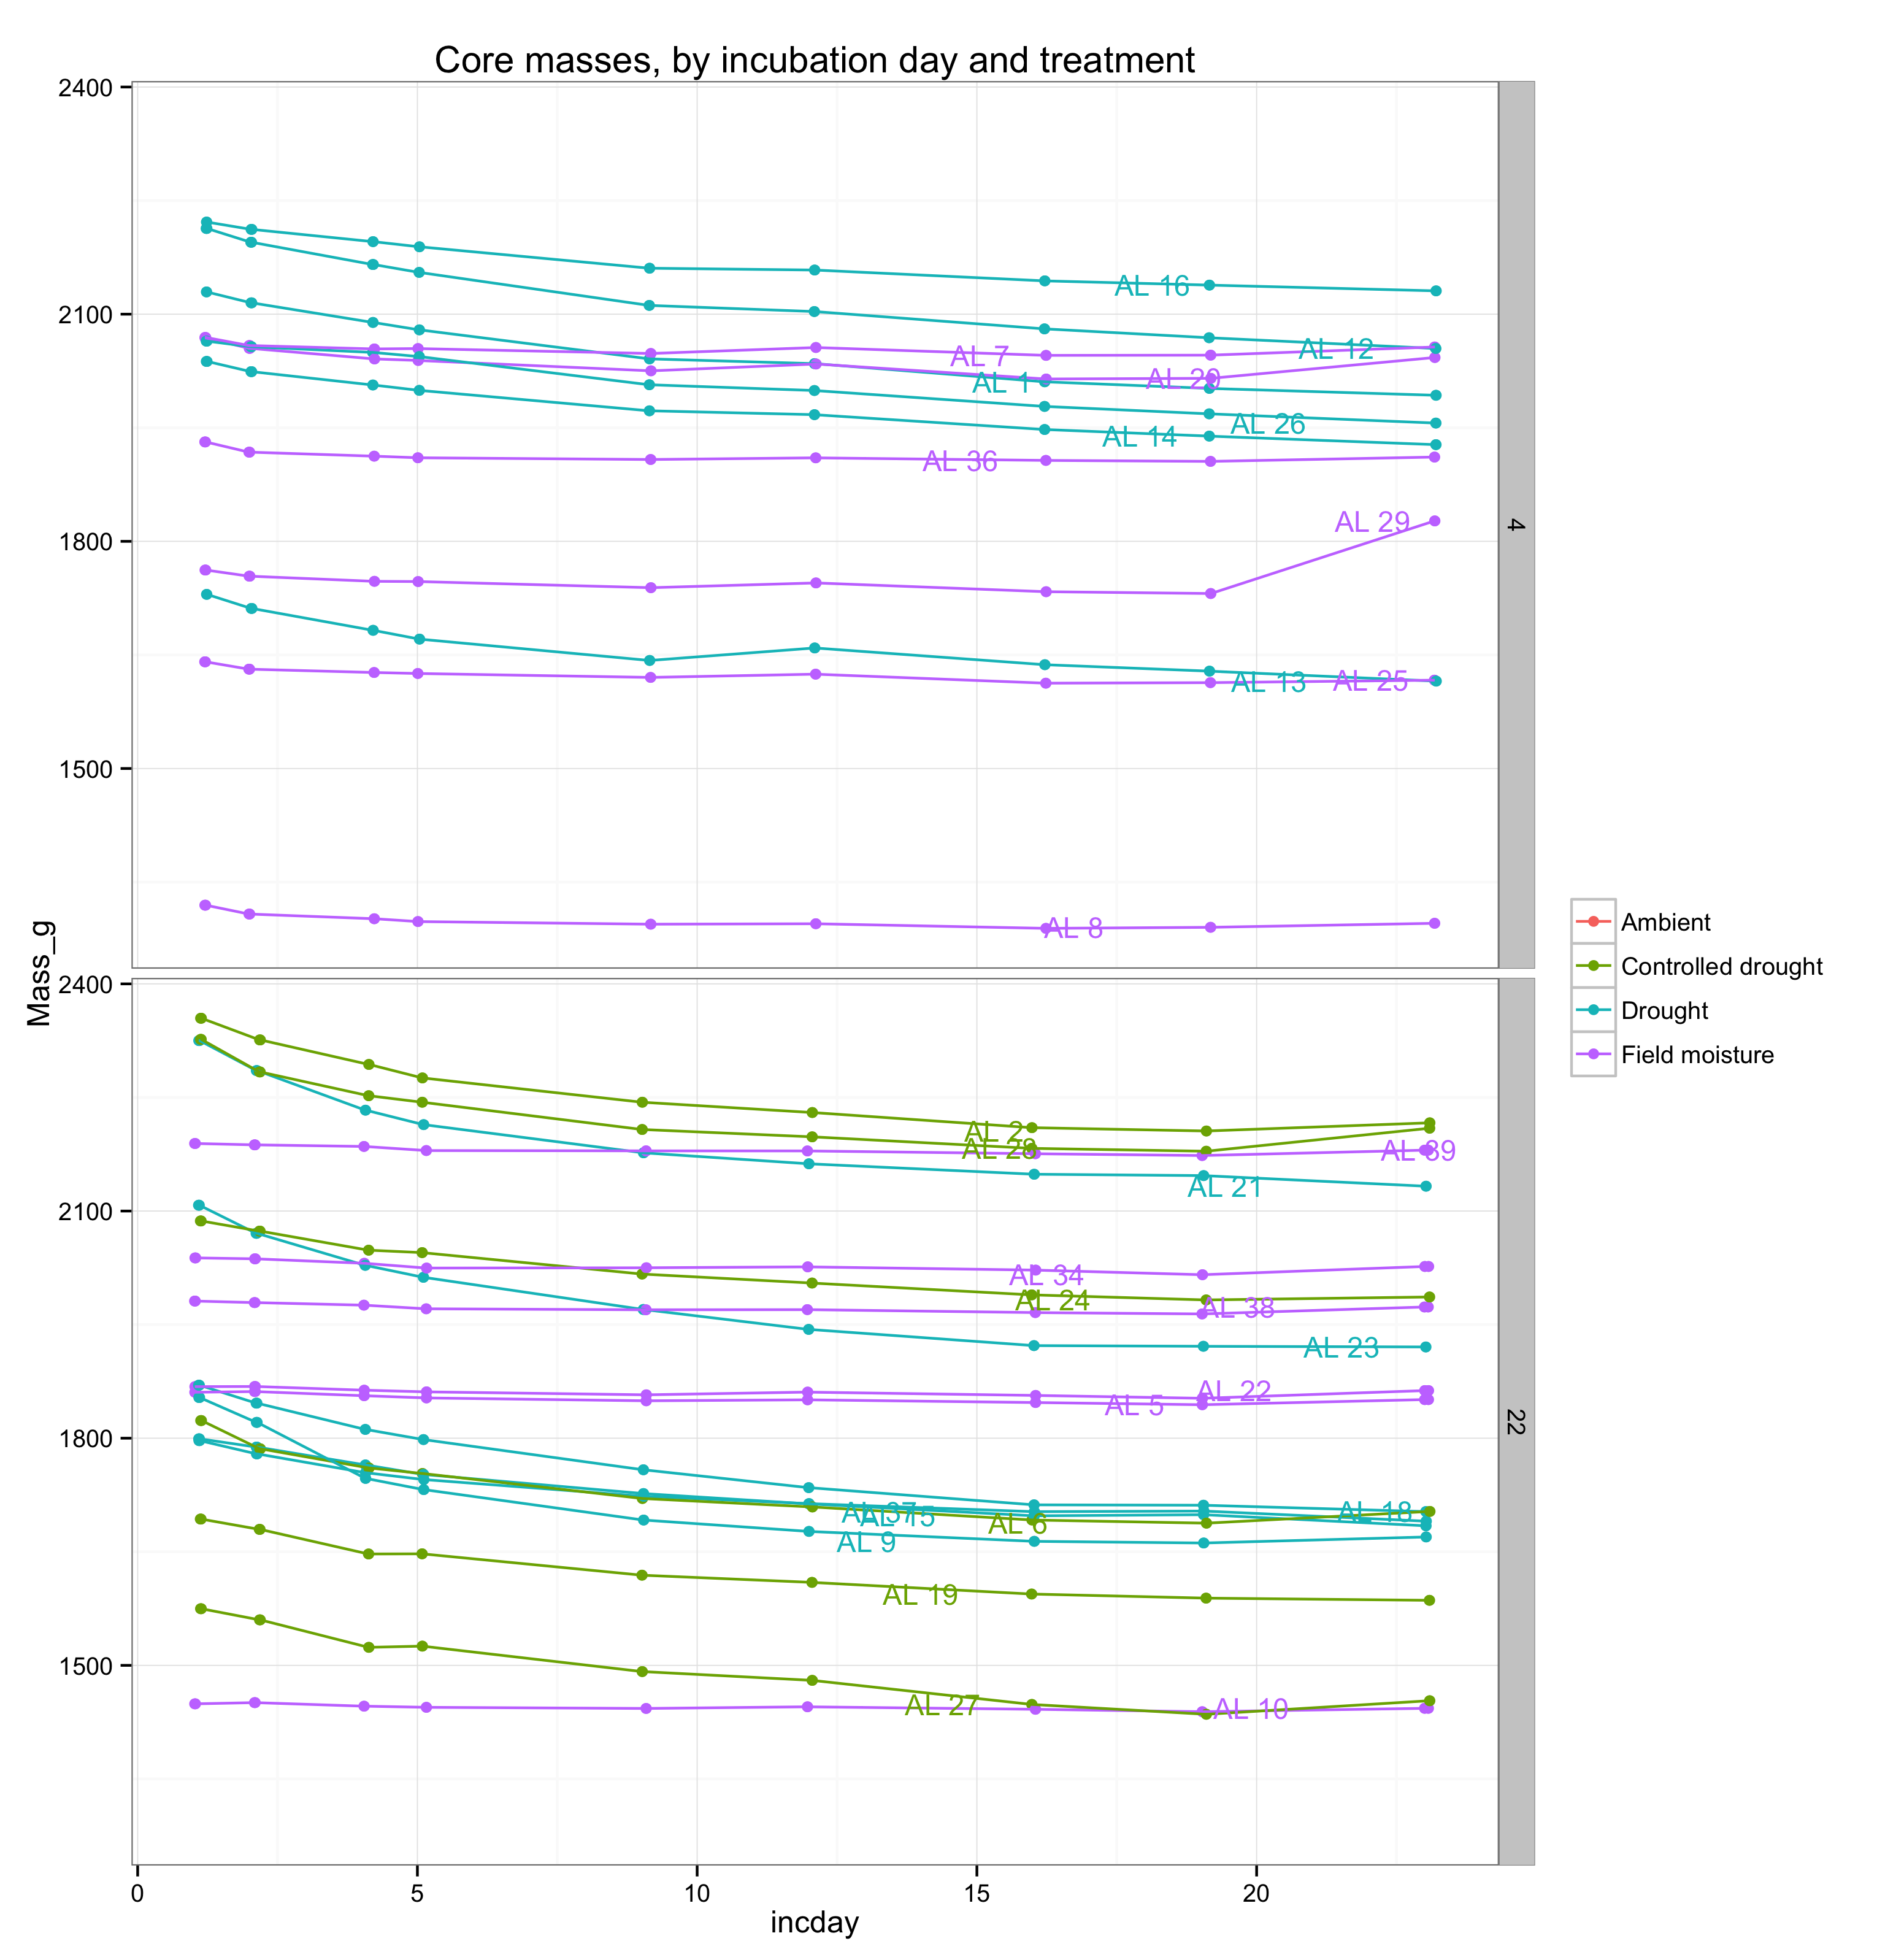 Core masses, by incubation day and treatment
Mass_g
2400
2100
1800
1500
AL 16
AL 12
AL 7
AL 20
AL 1
AL 26
AL 14
AL 36
AL 29
AL 13
AL 25
AL 8
4
2400
2100
1800
1500
AL 2
AL 28
AL 39
AL 21
AL 34
AL 24
AL 38
AL 23
AL 22
AL 5
AL 37
AL 15
AL 18
AL 6
AL 9
AL 19
AL 27
AL 10
22
0 5 10 15 20
incday
Ambient
Controlled drought
Drought
Field moisture